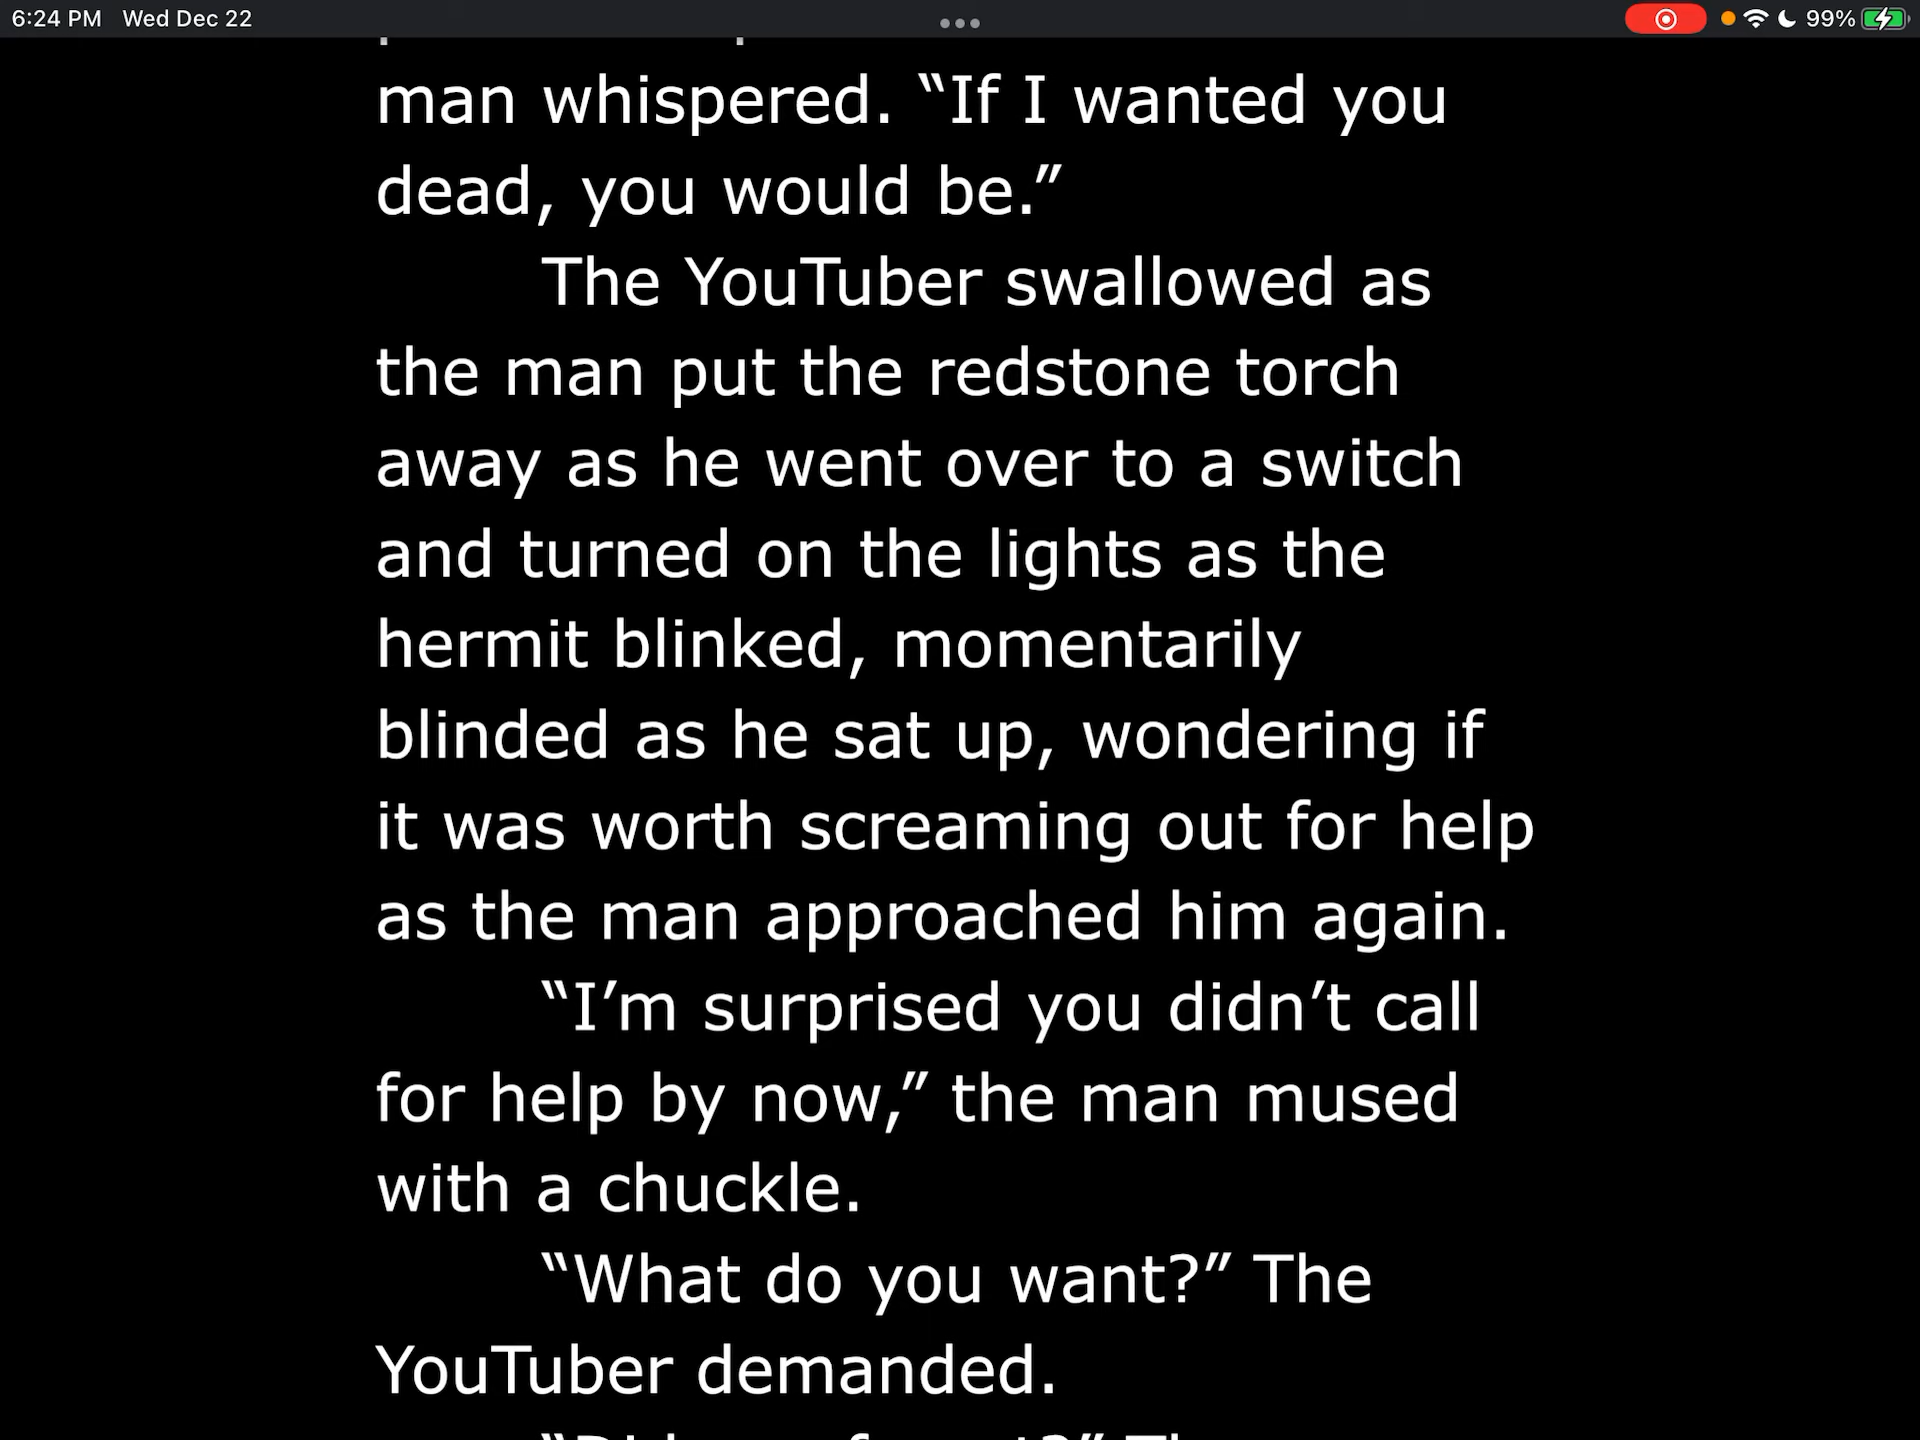 6:24 PM Wed Dec 22 99%
man whispered. “If I wanted you
dead, you would be.”
The YouTuber swallowed as
the man put the redstone torch
away as he went over to a switch
and turned on the lights as the
hermit blinked, momentarily
blinded as he sat up, wondering if
it was worth screaming out for help
as the man approached him again.
“I’m surprised you didn’t call
for help by now,” the man mused
with a chuckle.
“What do you want?” The
YouTuber demanded.